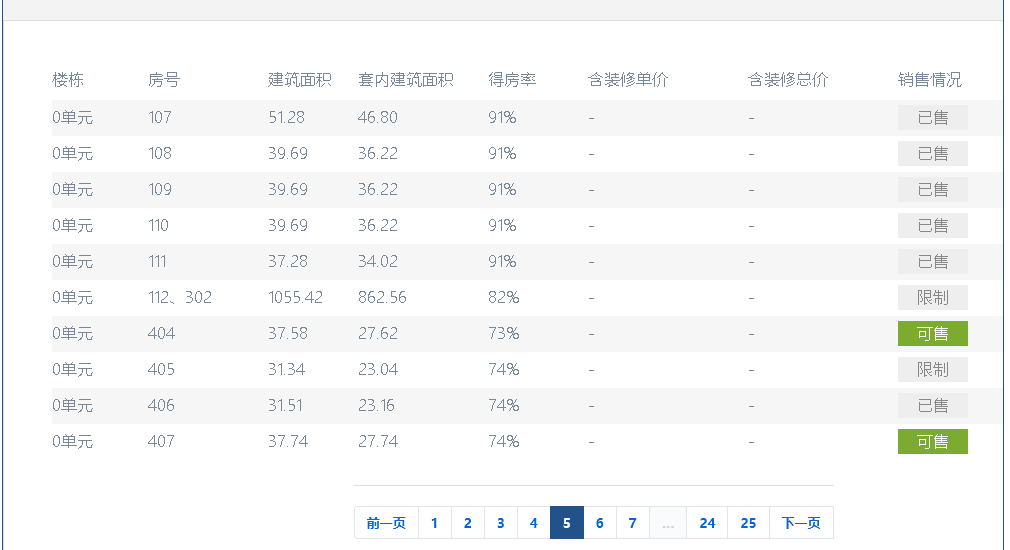 楼栋 房号 建筑面积 套内建筑面积 得房率 含装修单价 含装修总价 销售情况
0单元 107 51.28 46.80 91% - - 已售
0单元 108 39.69 36.22 91% - - 已售
0单元 109 39.69 36.22 91% - - 已售
0单元 110 39.69 36.22 91% - - 已售
0单元 111 37.28 34.02 91% - - 已售
0单元 112、302 1055.42 862.56 82% - - 限制
0单元 404 37.58 27.62 73% - - 可售
0单元 405 31.34 23.04 74% - - 限制
0单元 406 31.51 23.16 74% - - 已售
0单元 407 37.74 27.74 74% - - 可售
前一页 1 2 3 4 5 6 7 ... 24 25 下一页